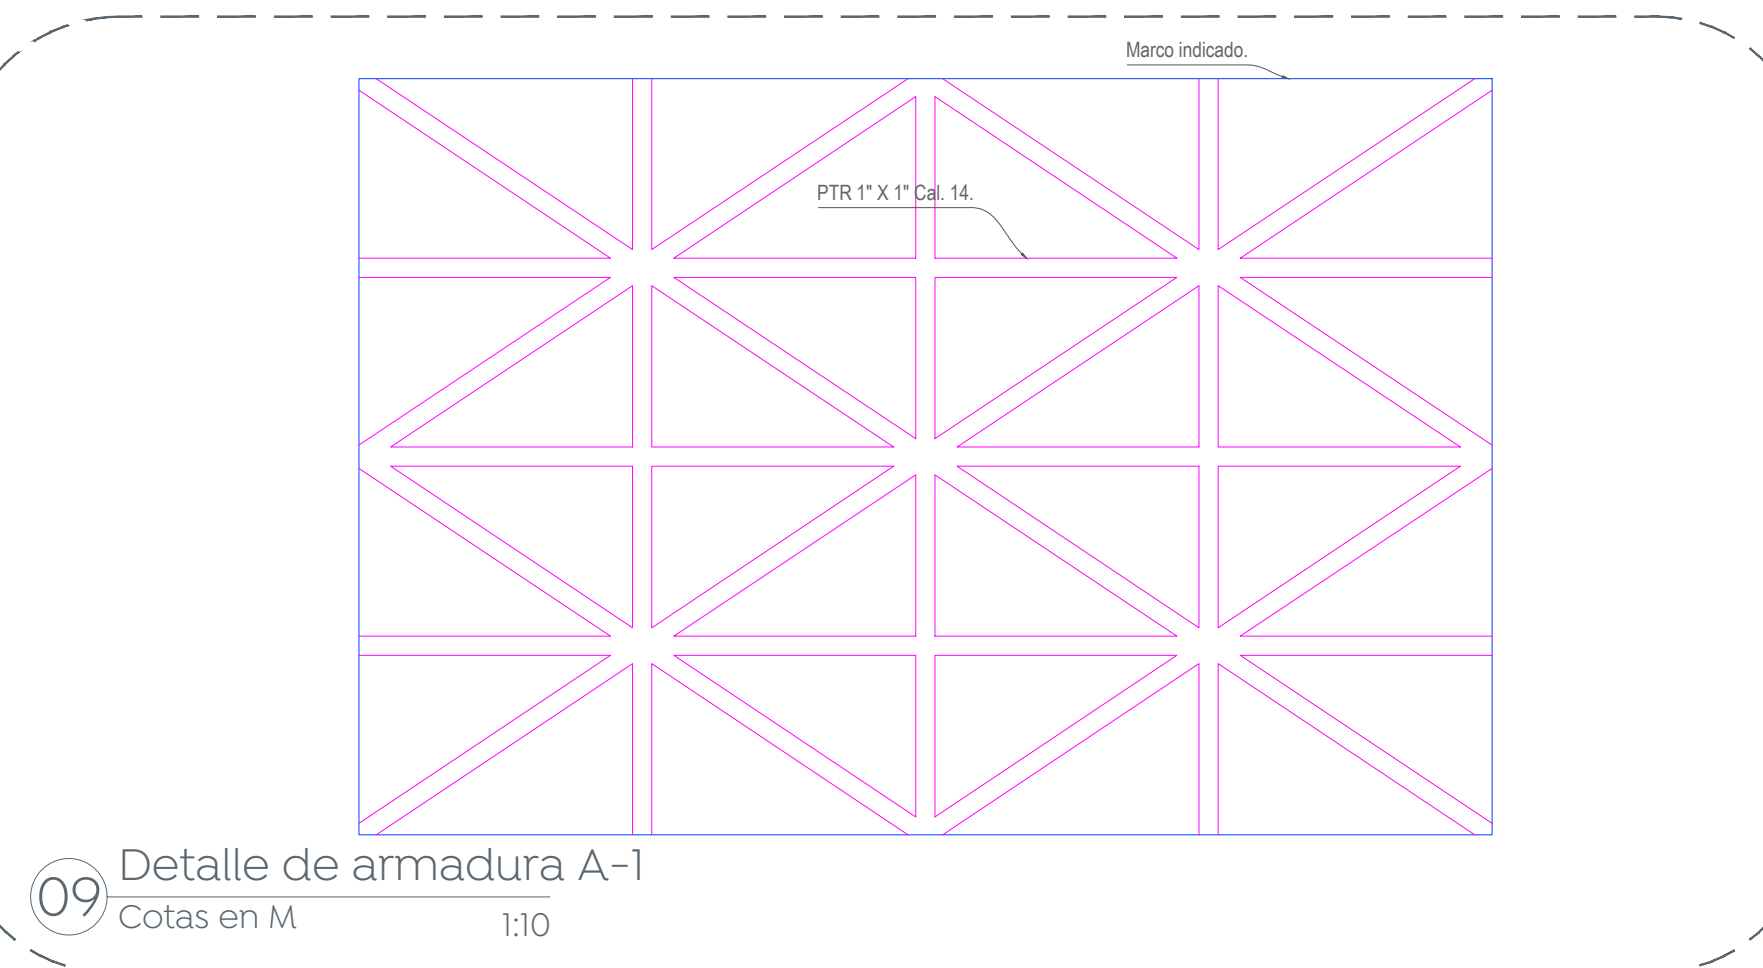 Marco indicado.
PTR 1" X 1" Cal. 14.
09
Detalle de armadura A-1
Cotas en M
1:10